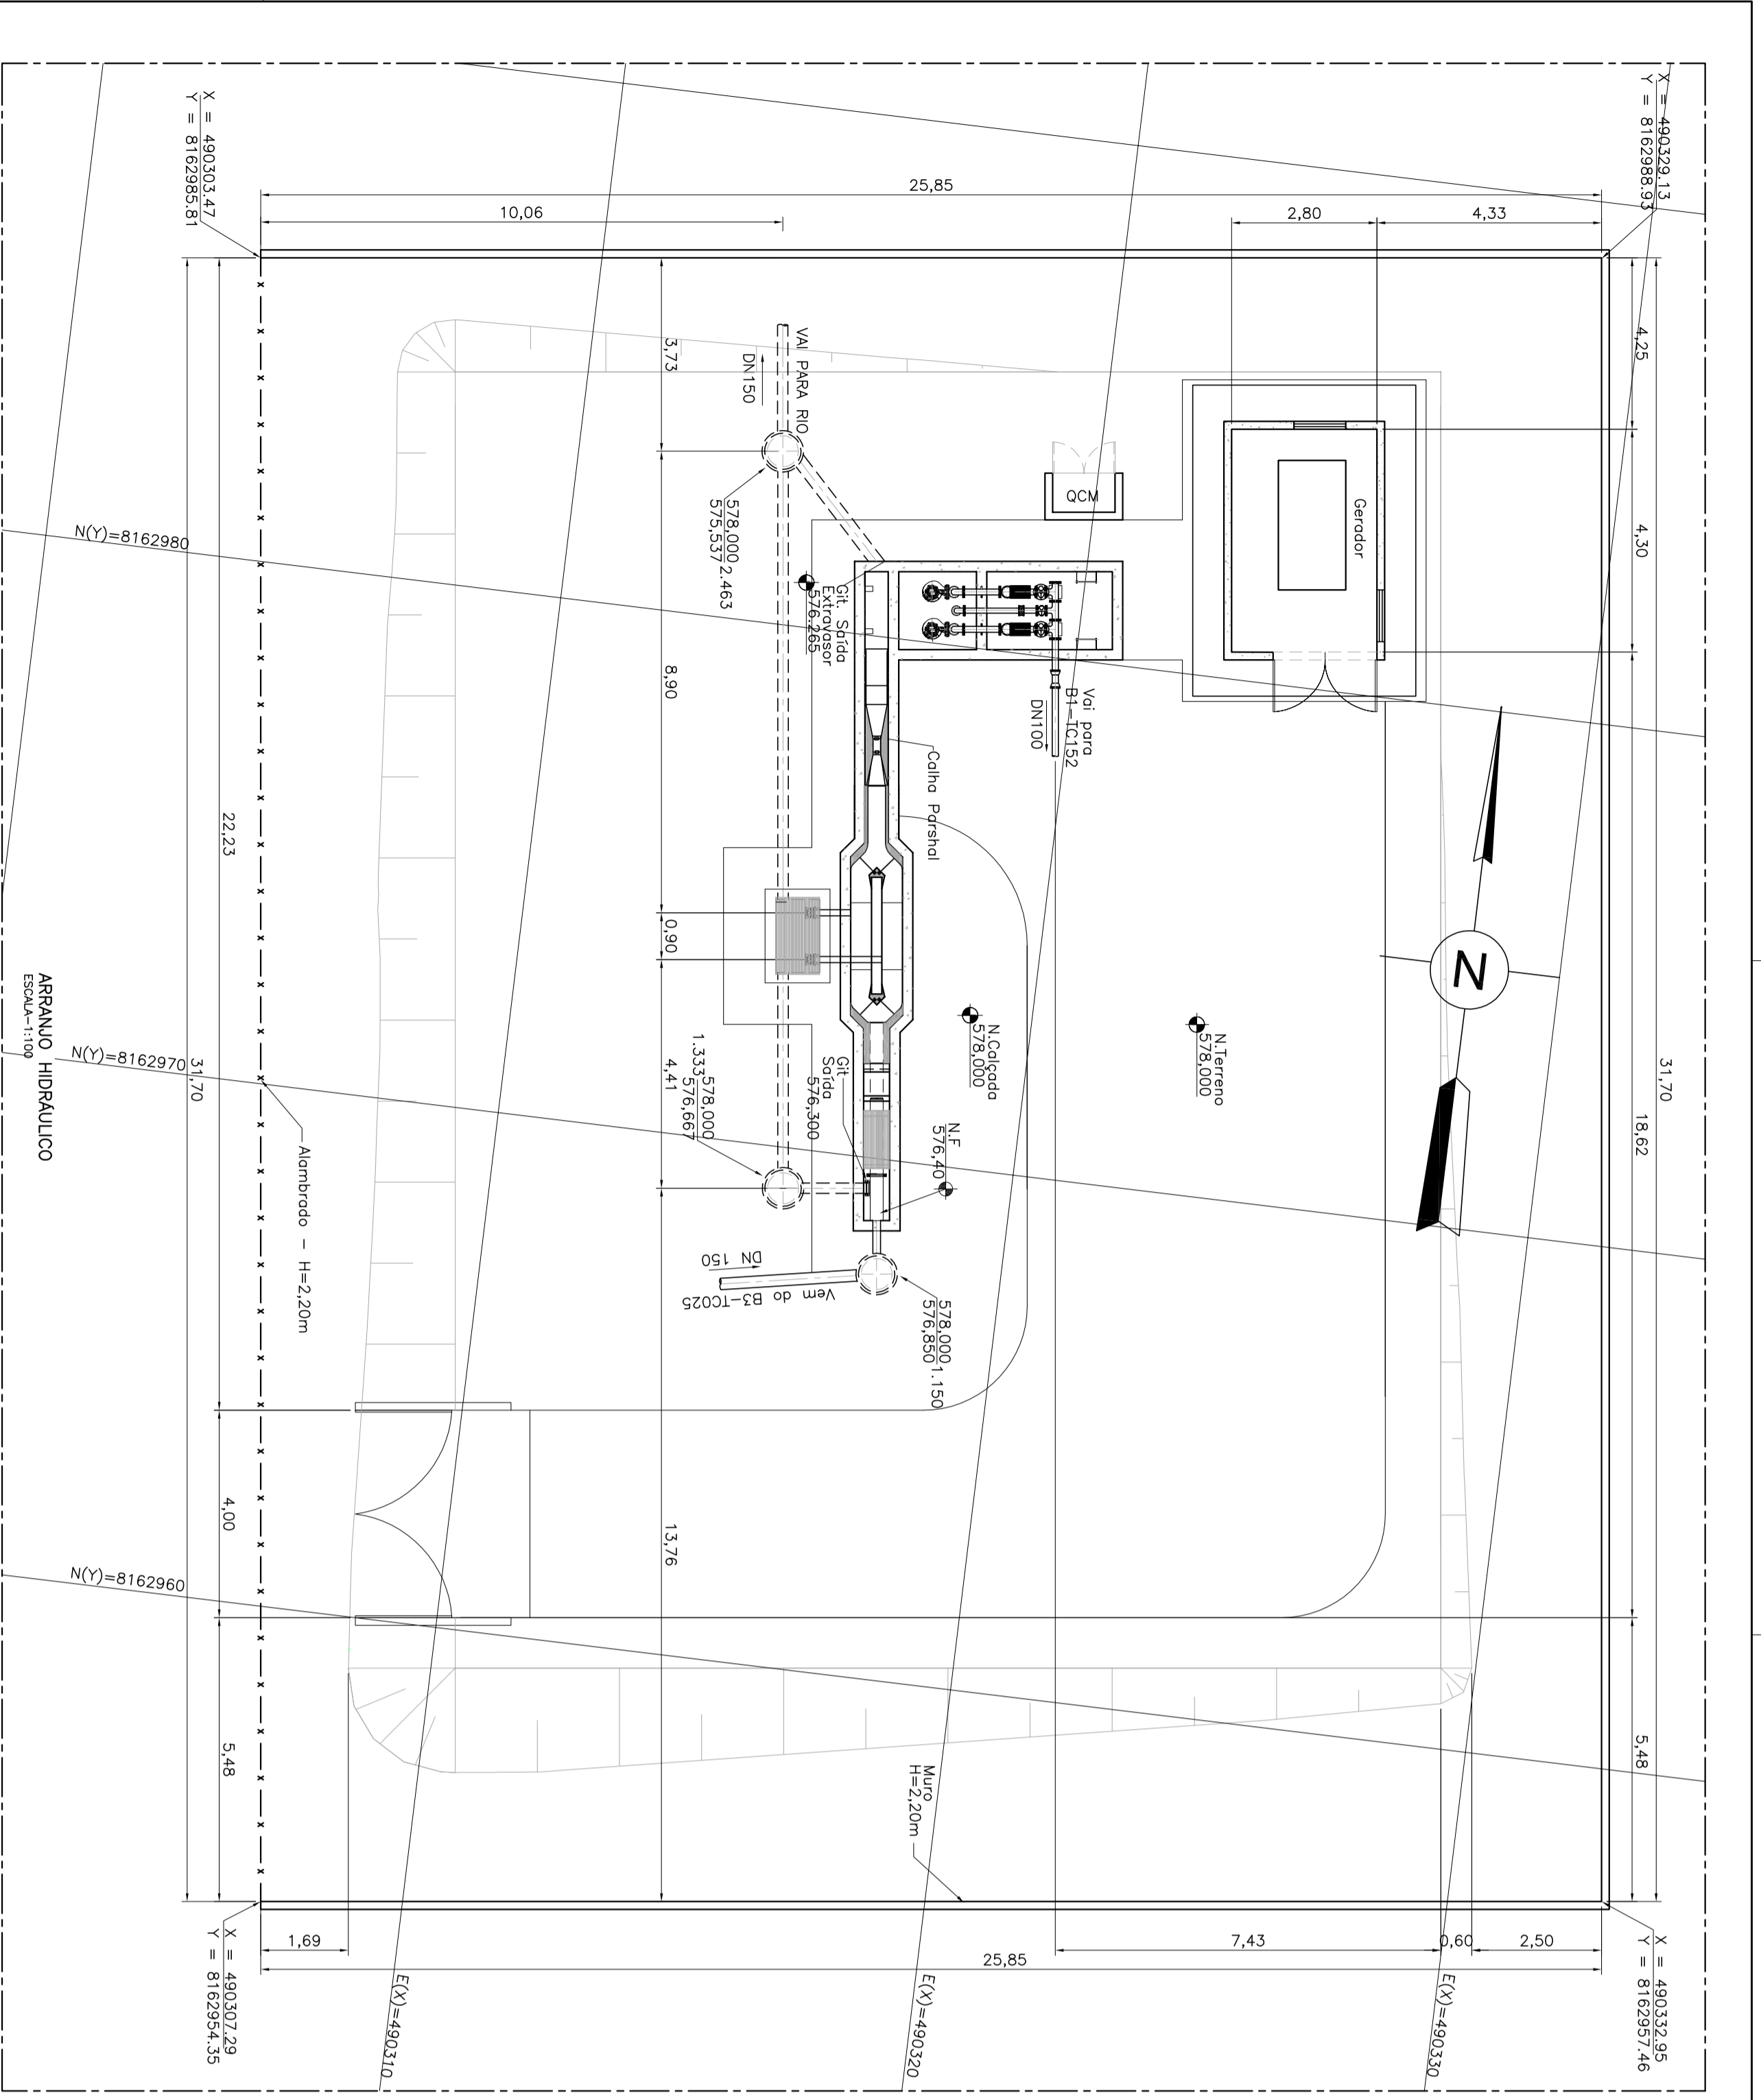 X = 490329.13
Y = 8162988.93
X = 490303.47
Y = 8162985.81
25,85
10,06
2,80
4,33
31,70
4,25
4,30
18,62
5,48
Gerador
QCM
VAI PARA RIO
DN150
3,73
8,90
0,90
4,41
13,76
578,000
575,537
2.463
Git. Saída
Extravasor
576.265
Vai para
B1-TC152
DN100
Calha Parshal
N
N.Terreno
578,000
N.Calçada
578,000
N.F
576,40
Git
Saída
576,300
578,000
576,667
1.333
578,000
576,850
1.150
DN 150
Vem do B3-TC025
Alambrado - H=2,20m
Muro
H=2,20m
22,23
4,00
5,48
31,70
N(Y)=8162980
N(Y)=8162970
N(Y)=8162960
1,69
25,85
7,43
0,60
2,50
E(X)=490310
E(X)=490320
E(X)=490330
X = 490307.29
Y = 8162954.35
X = 490332.95
Y = 8162957.46
ARRANJO HIDRÁULICO
ESCALA-1:100